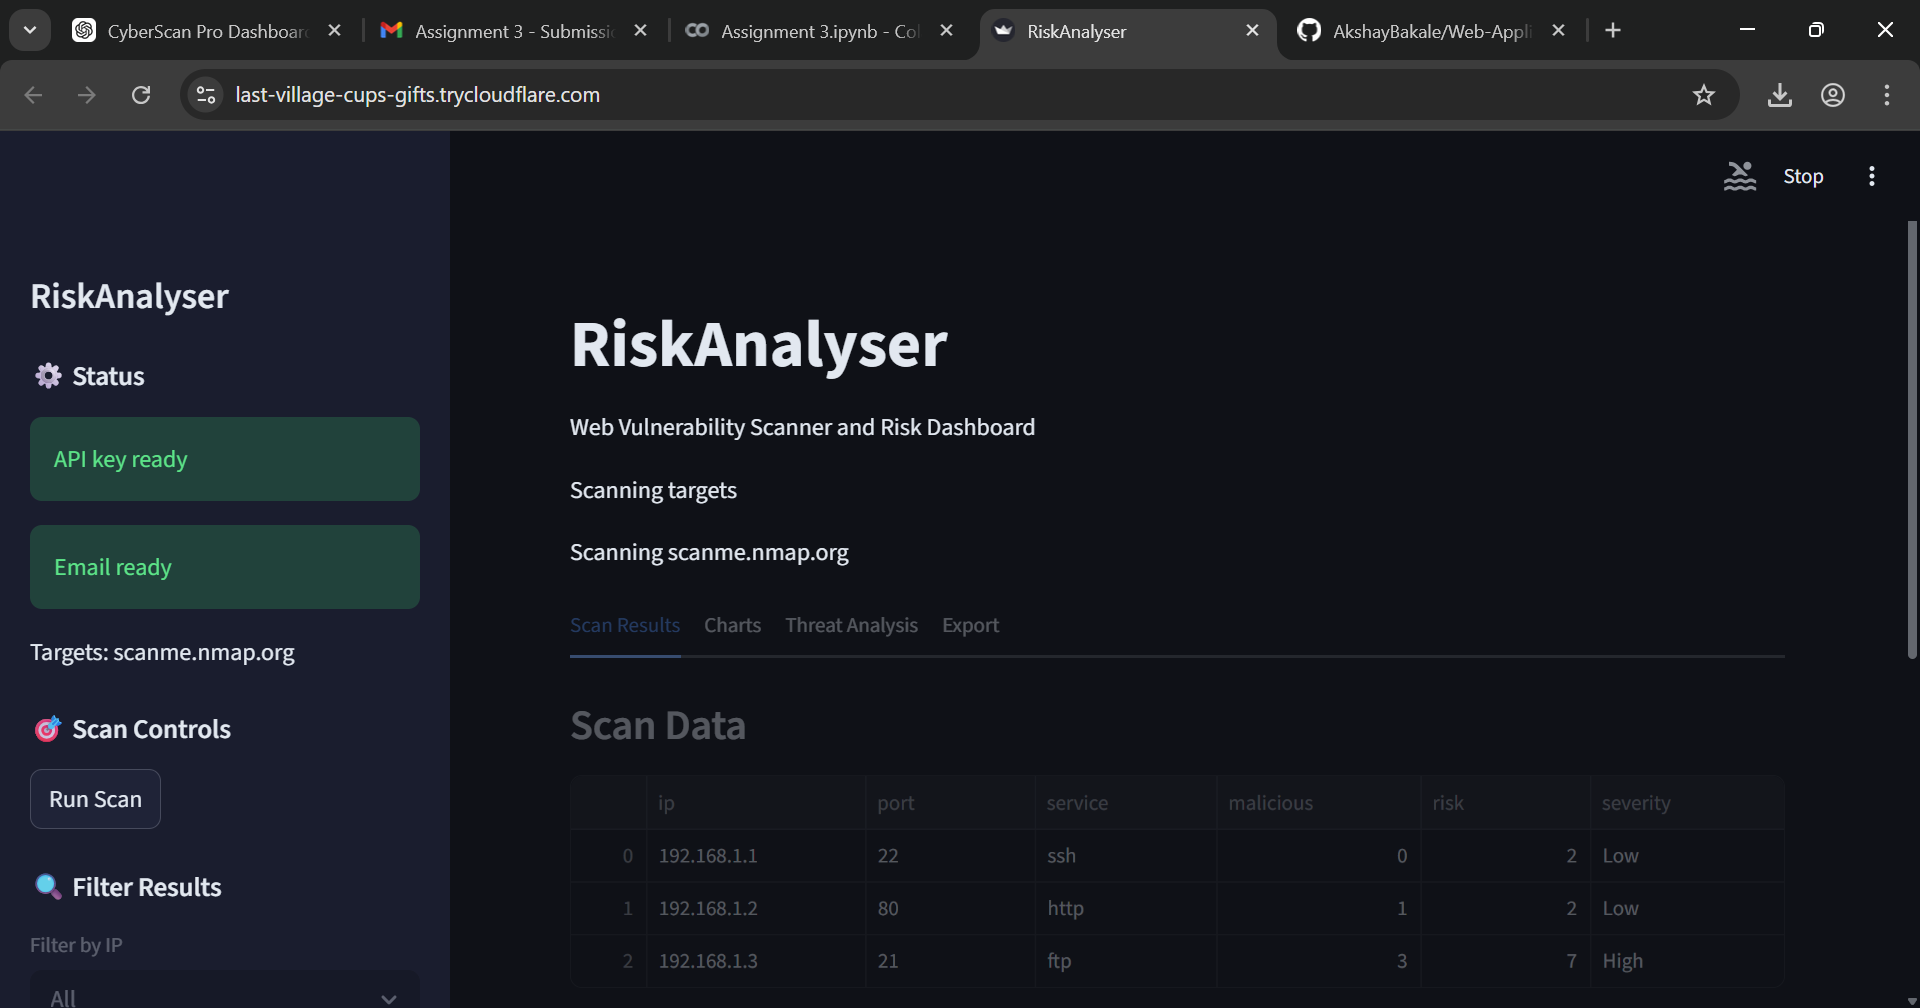 CyberScan Pro Dashboar
Assignment 3 - Submissi
Assignment 3.ipynb - Col
RiskAnalyser
AkshayBakale/Web-Appli
last-village-cups-gifts.trycloudflare.com
Stop
RiskAnalyser
Status
API key ready
Email ready
Targets: scanme.nmap.org
Scan Controls
Run Scan
Filter Results
Filter by IP
All
RiskAnalyser
Web Vulnerability Scanner and Risk Dashboard
Scanning targets
Scanning scanme.nmap.org
Scan Results Charts Threat Analysis Export
Scan Data
ip port service malicious risk severity
0 192.168.1.1 22 ssh 0 2 Low
1 192.168.1.2 80 http 1 2 Low
2 192.168.1.3 21 ftp 3 7 High